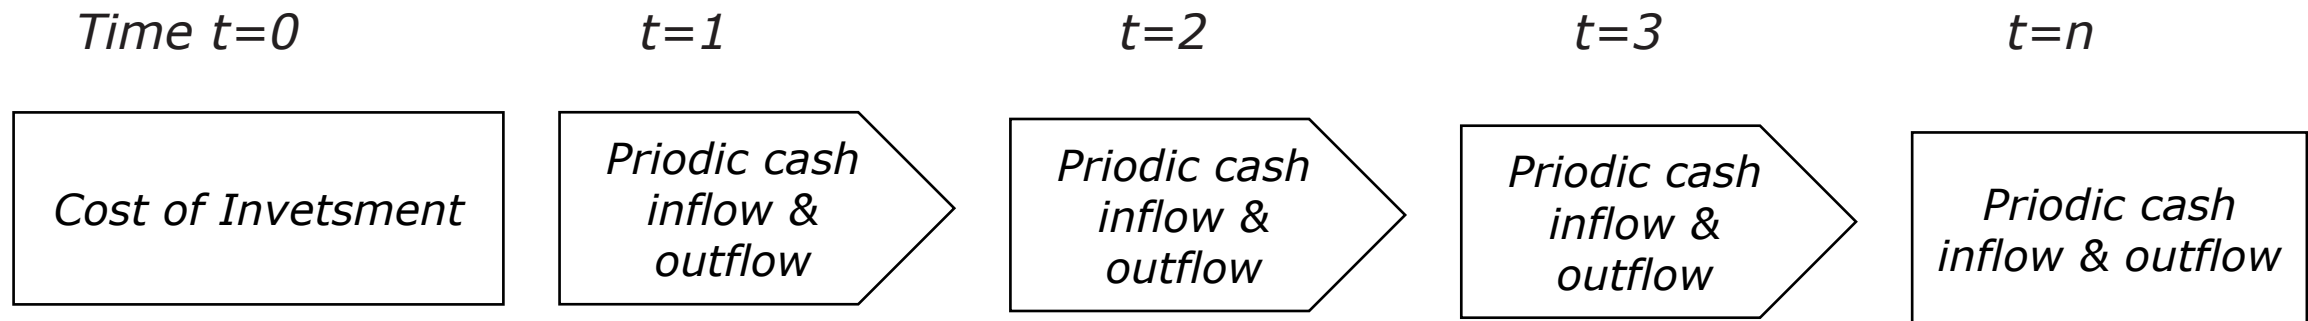 Time t=0
t=1
t=2
t=3
t=n
Cost of Invetsment
Priodic cash
inflow &
outflow
Priodic cash
inflow &
outflow
Priodic cash
inflow &
outflow
Priodic cash
inflow & outflow